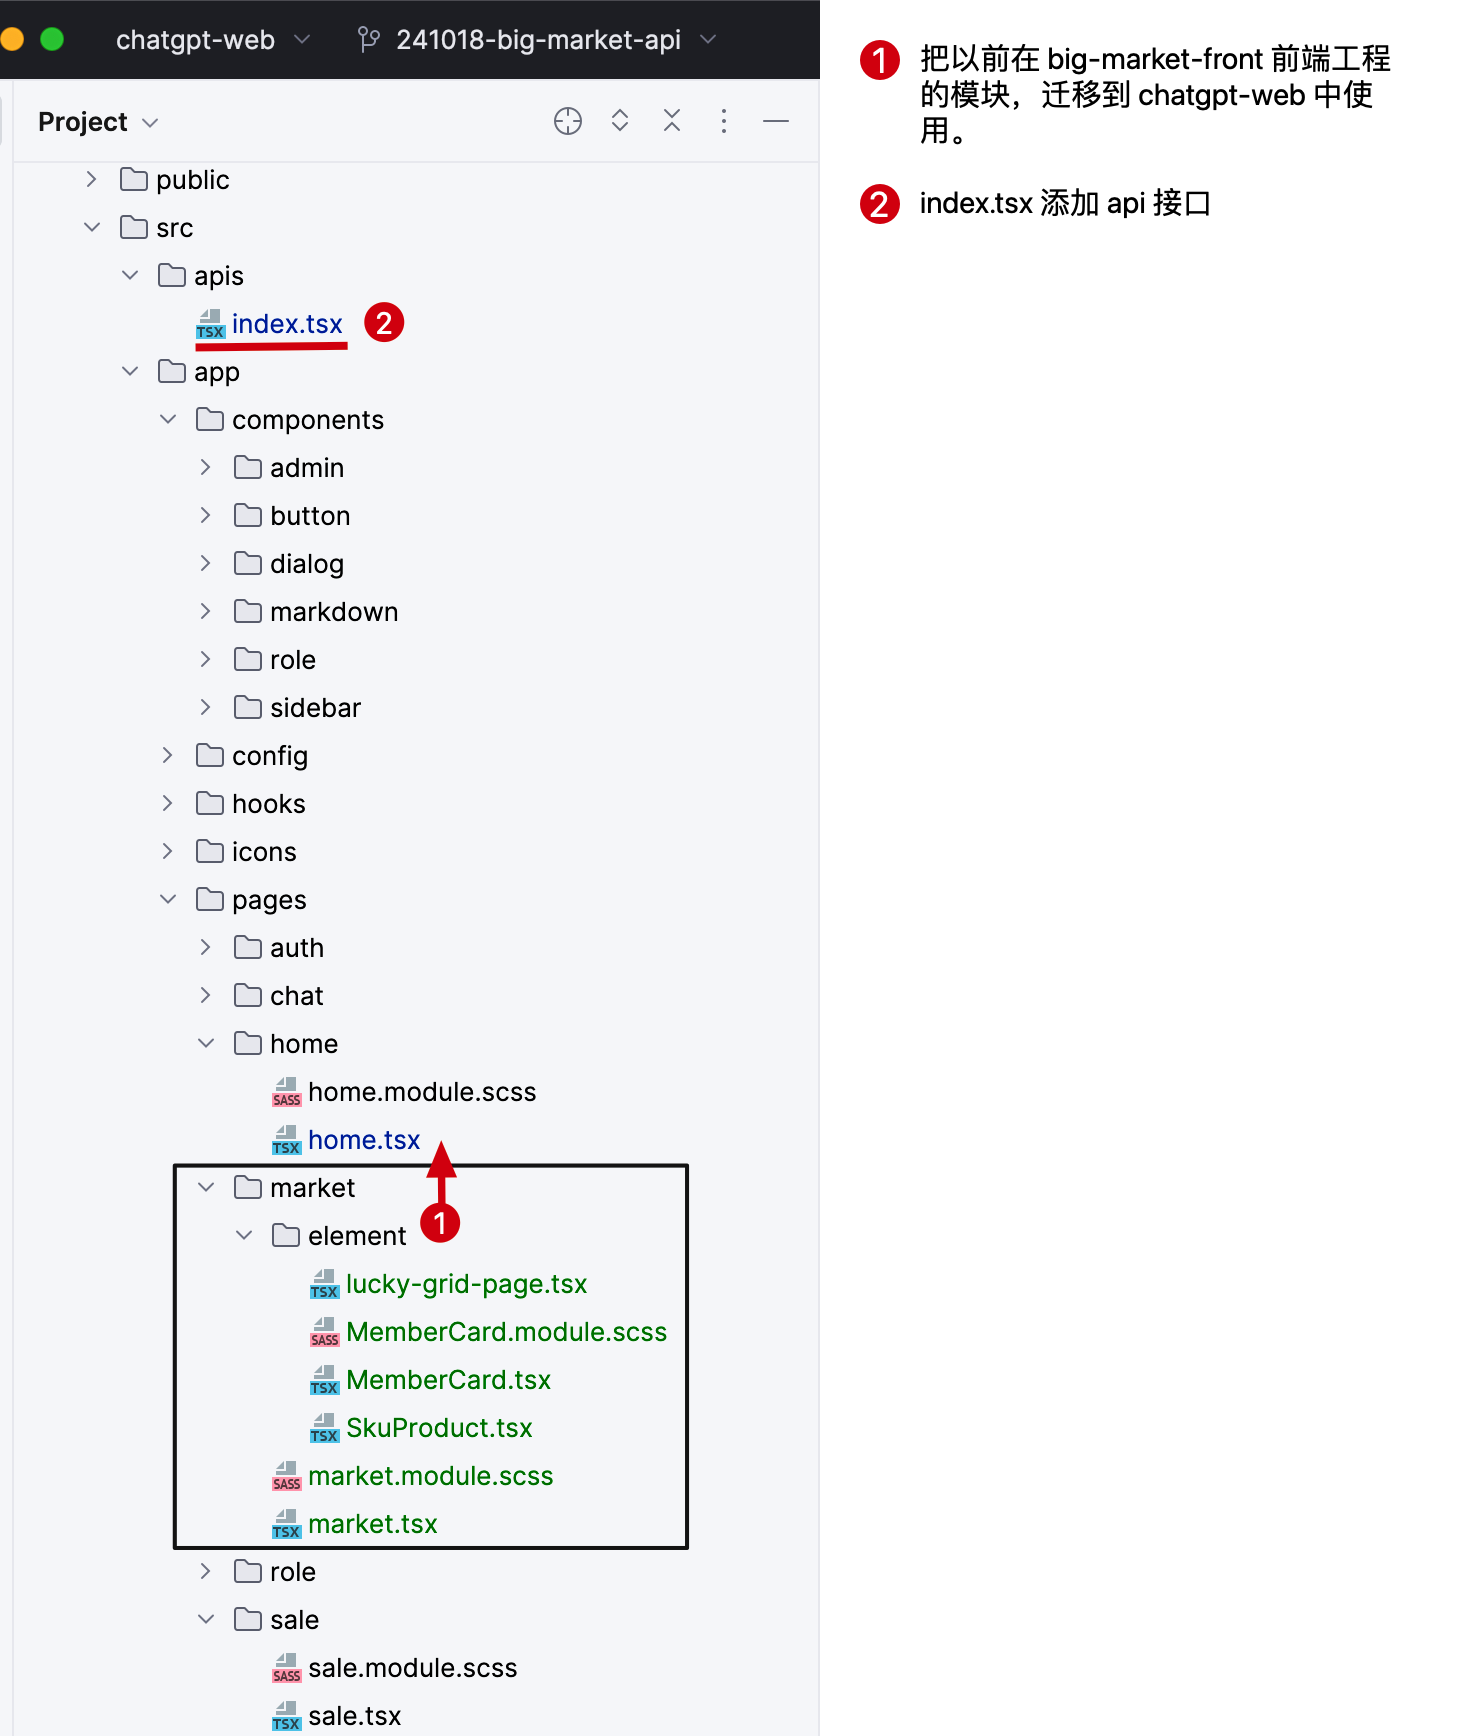 chatgpt-web
241018-big-market-api
Project
public
src
apis
TSX index.tsx 2
app
components
admin
button
dialog
markdown
role
sidebar
config
hooks
icons
pages
auth
chat
home
SASS home.module.scss
TSX home.tsx
market
element 1
TSX lucky-grid-page.tsx
SASS MemberCard.module.scss
TSX MemberCard.tsx
TSX SkuProduct.tsx
SASS market.module.scss
TSX market.tsx
role
sale
SASS sale.module.scss
TSX sale.tsx
1 把以前在 big-market-front 前端工程
的模块，迁移到 chatgpt-web 中使
用。
2 index.tsx 添加 api 接口